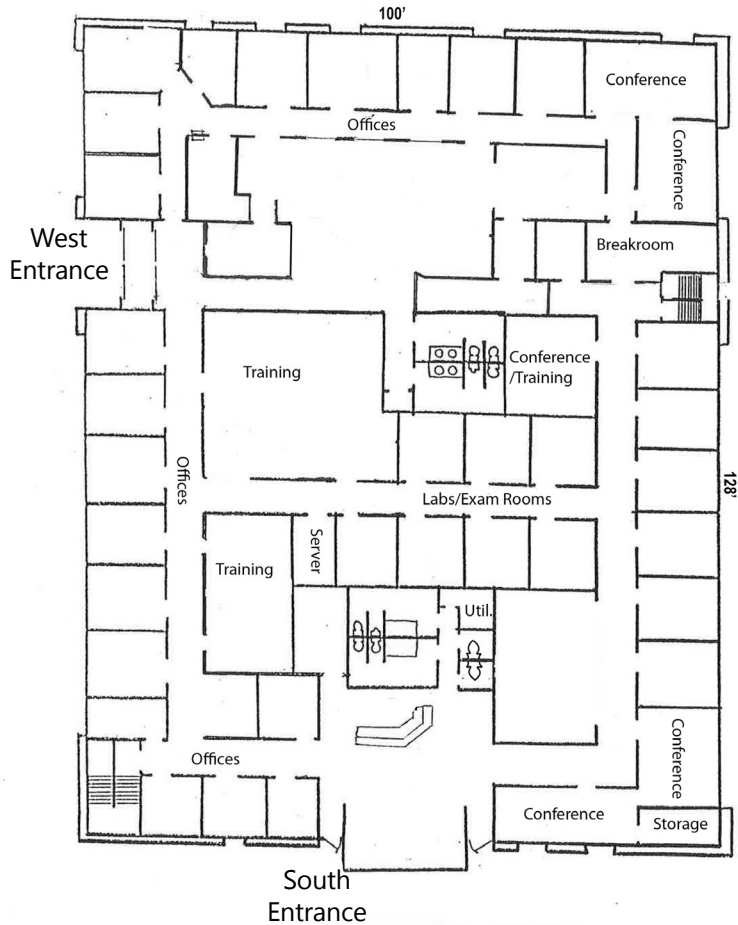 100'
Conference
Offices
Conference
West
Entrance
Breakroom
Training
Conference
/Training
Offices
128'
Labs/Exam Rooms
Server
Training
Util.
Conference
Offices
Conference
Storage
South
Entrance